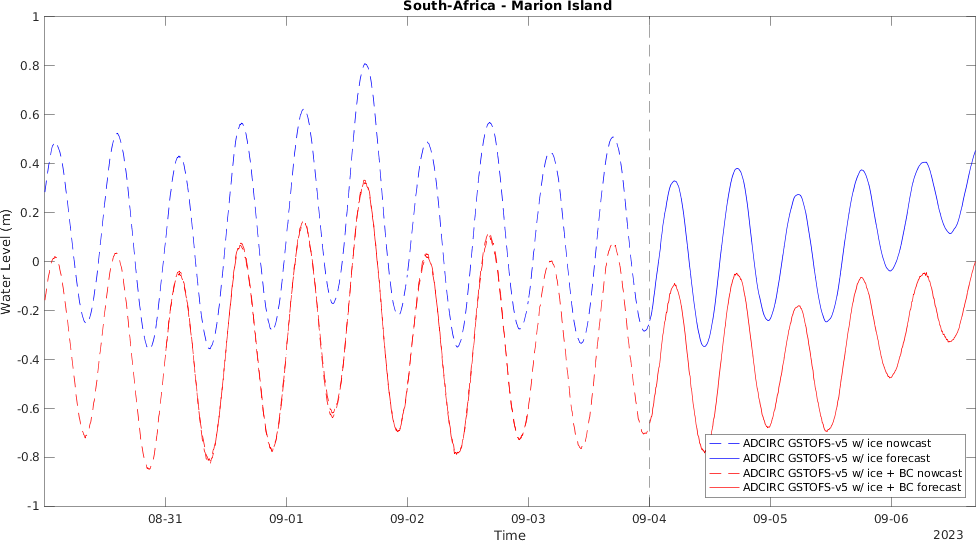 South-Africa - Marion Island
1
0.8
0.6
0.4
0.2
0
-0.2
-0.4
-0.6
-0.8
-1
Water Level (m)
08-31
09-01
09-02
09-03
09-04
09-05
09-06
Time
2023
ADCIRC GSTOFS-v5 w/ ice nowcast
ADCIRC GSTOFS-v5 w/ ice forecast
ADCIRC GSTOFS-v5 w/ ice + BC nowcast
ADCIRC GSTOFS-v5 w/ ice + BC forecast